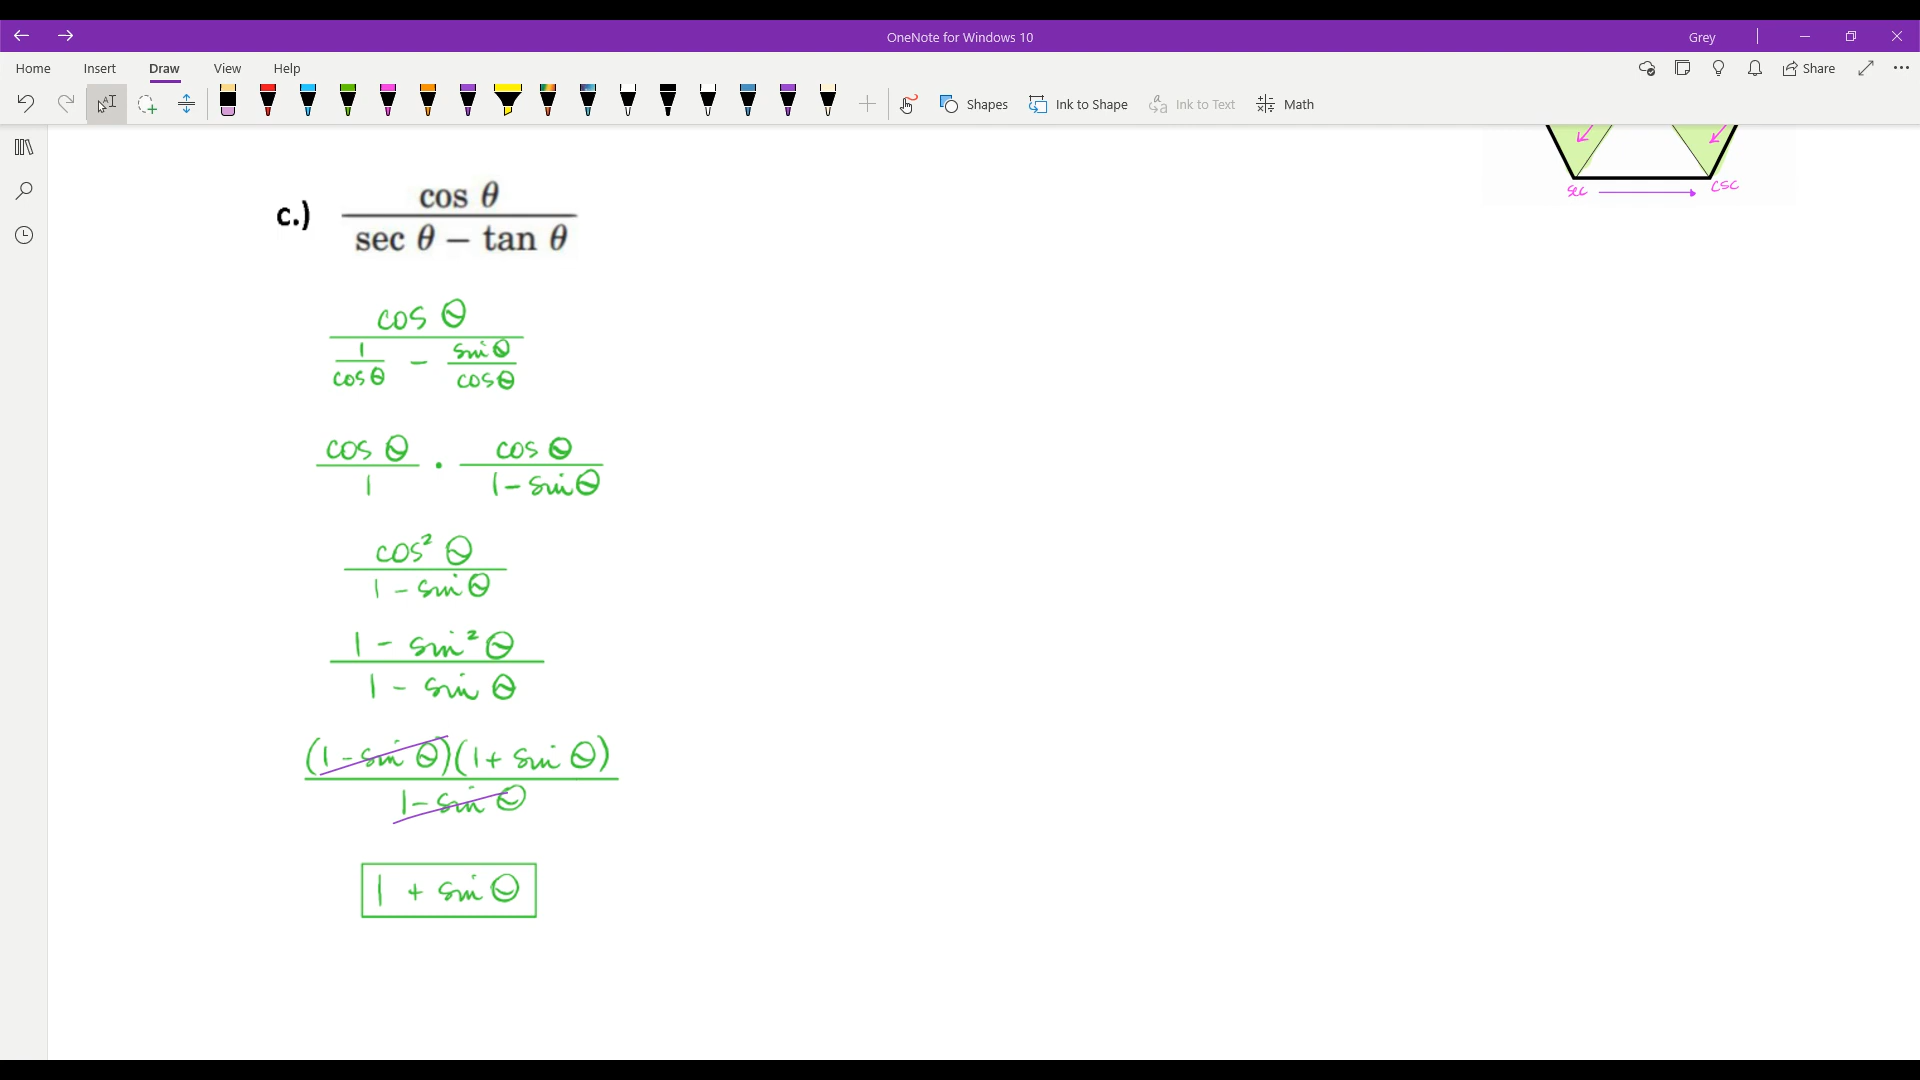 OneNote for Windows 10
Grey
Home Insert Draw View Help
Share
Shapes
Ink to Shape
Ink to Text
Math
sec
csc
c.) cos θ
sec θ − tan θ
cos θ
1 − sin θ
cos θ cos θ
cos θ · cos θ
1 1 − sin θ
cos² θ
1 − sin θ
1 − sin² θ
1 − sin θ
(1 − sin θ)(1 + sin θ)
1 − sin θ
1 + sin θ